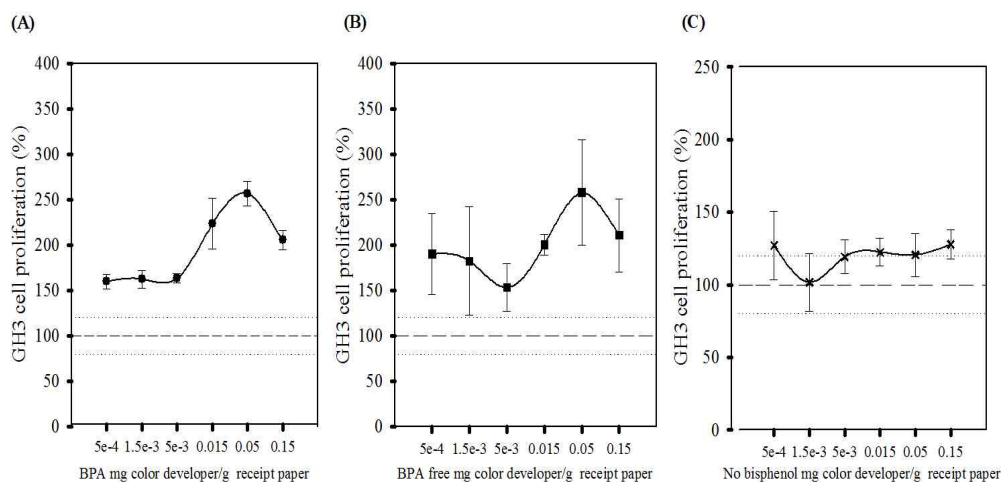 (A)
GH3 cell proliferation (%)
400
350
300
250
200
150
100
50
0
5e-4 1.5e-3 5e-3 0.015 0.05 0.15
BPA mg color developer/g receipt paper
(B)
GH3 cell proliferation (%)
400
350
300
250
200
150
100
50
0
5e-4 1.5e-3 5e-3 0.015 0.05 0.15
BPA free mg color developer/g receipt paper
(C)
GH3 cell proliferation (%)
250
200
150
100
50
0
5e-4 1.5e-3 5e-3 0.015 0.05 0.15
No bisphenol mg color developer/g receipt paper